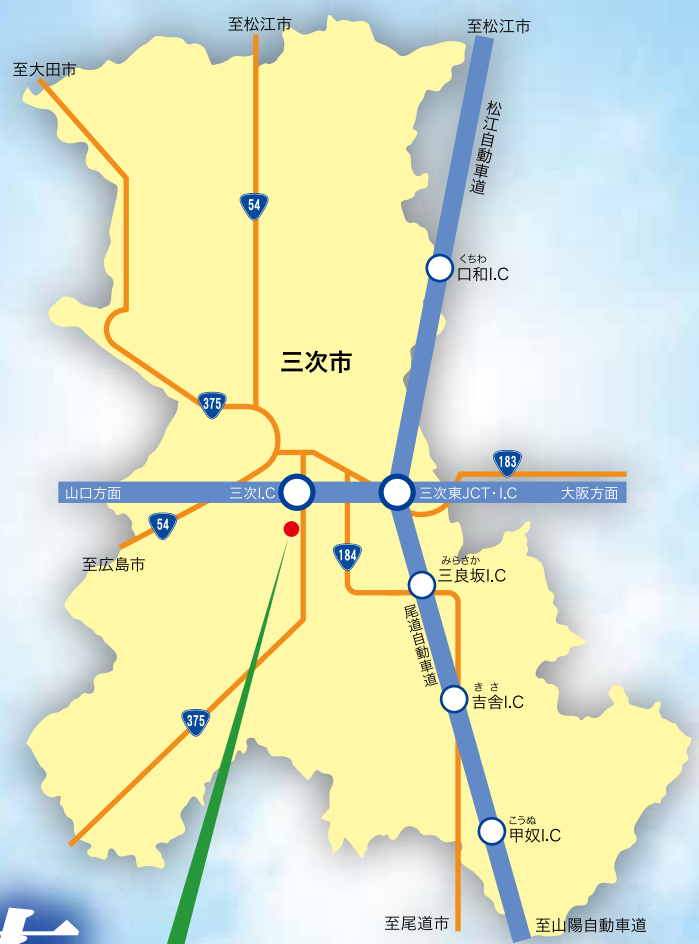 至松江市
至松江市
至大田市
松江自動車道
54
くちわ
口和I.C
三次市
375
183
山口方面
三次I.C
三次東JCT・I.C
大阪方面
54
至広島市
184
みらさか
三良坂I.C
尾道自動車道
きさ
吉舎I.C
375
こうぬ
甲奴I.C
至尾道市
至山陽自動車道